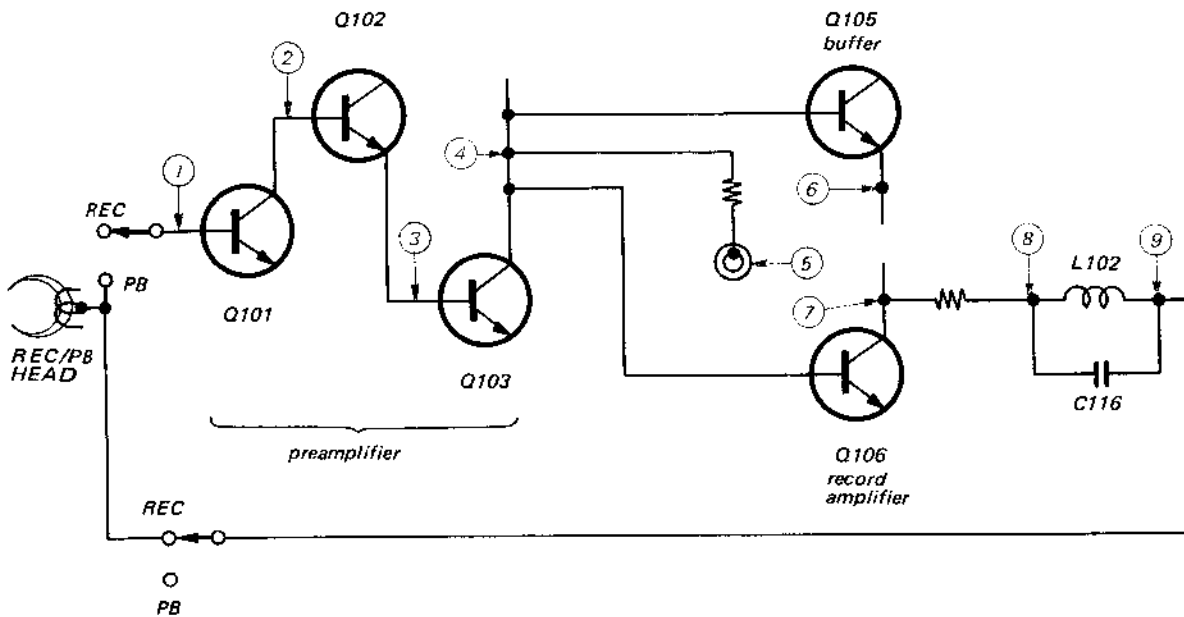 Q102
Q105
buffer
2
4
1
6
REC
3
8
9
L102
PB
5
7
Q101
REC/PB
HEAD
Q103
C116
preamplifier
Q106
record
amplifier
REC
PB